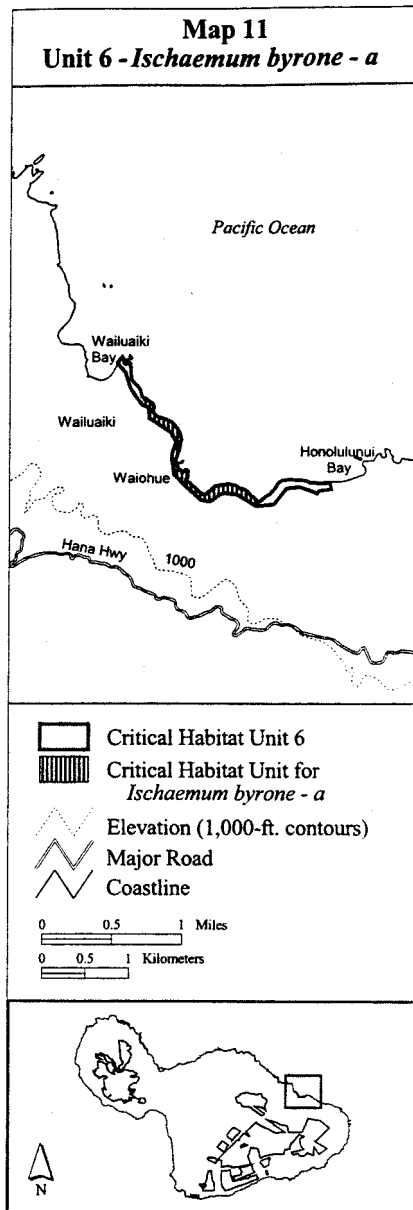 Map 11
Unit 6 - Ischaemum byrone - a
Pacific Ocean
Wailuaiki
Bay
Wailuaiki
Honolulunui
Bay
Waiohue
1000
Hana Hwy
Critical Habitat Unit 6
Critical Habitat Unit for
Ischaemum byrone - a
Elevation (1,000-ft. contours)
Major Road
Coastline
0 0.5 1 Miles
0 0.5 1 Kilometers
N